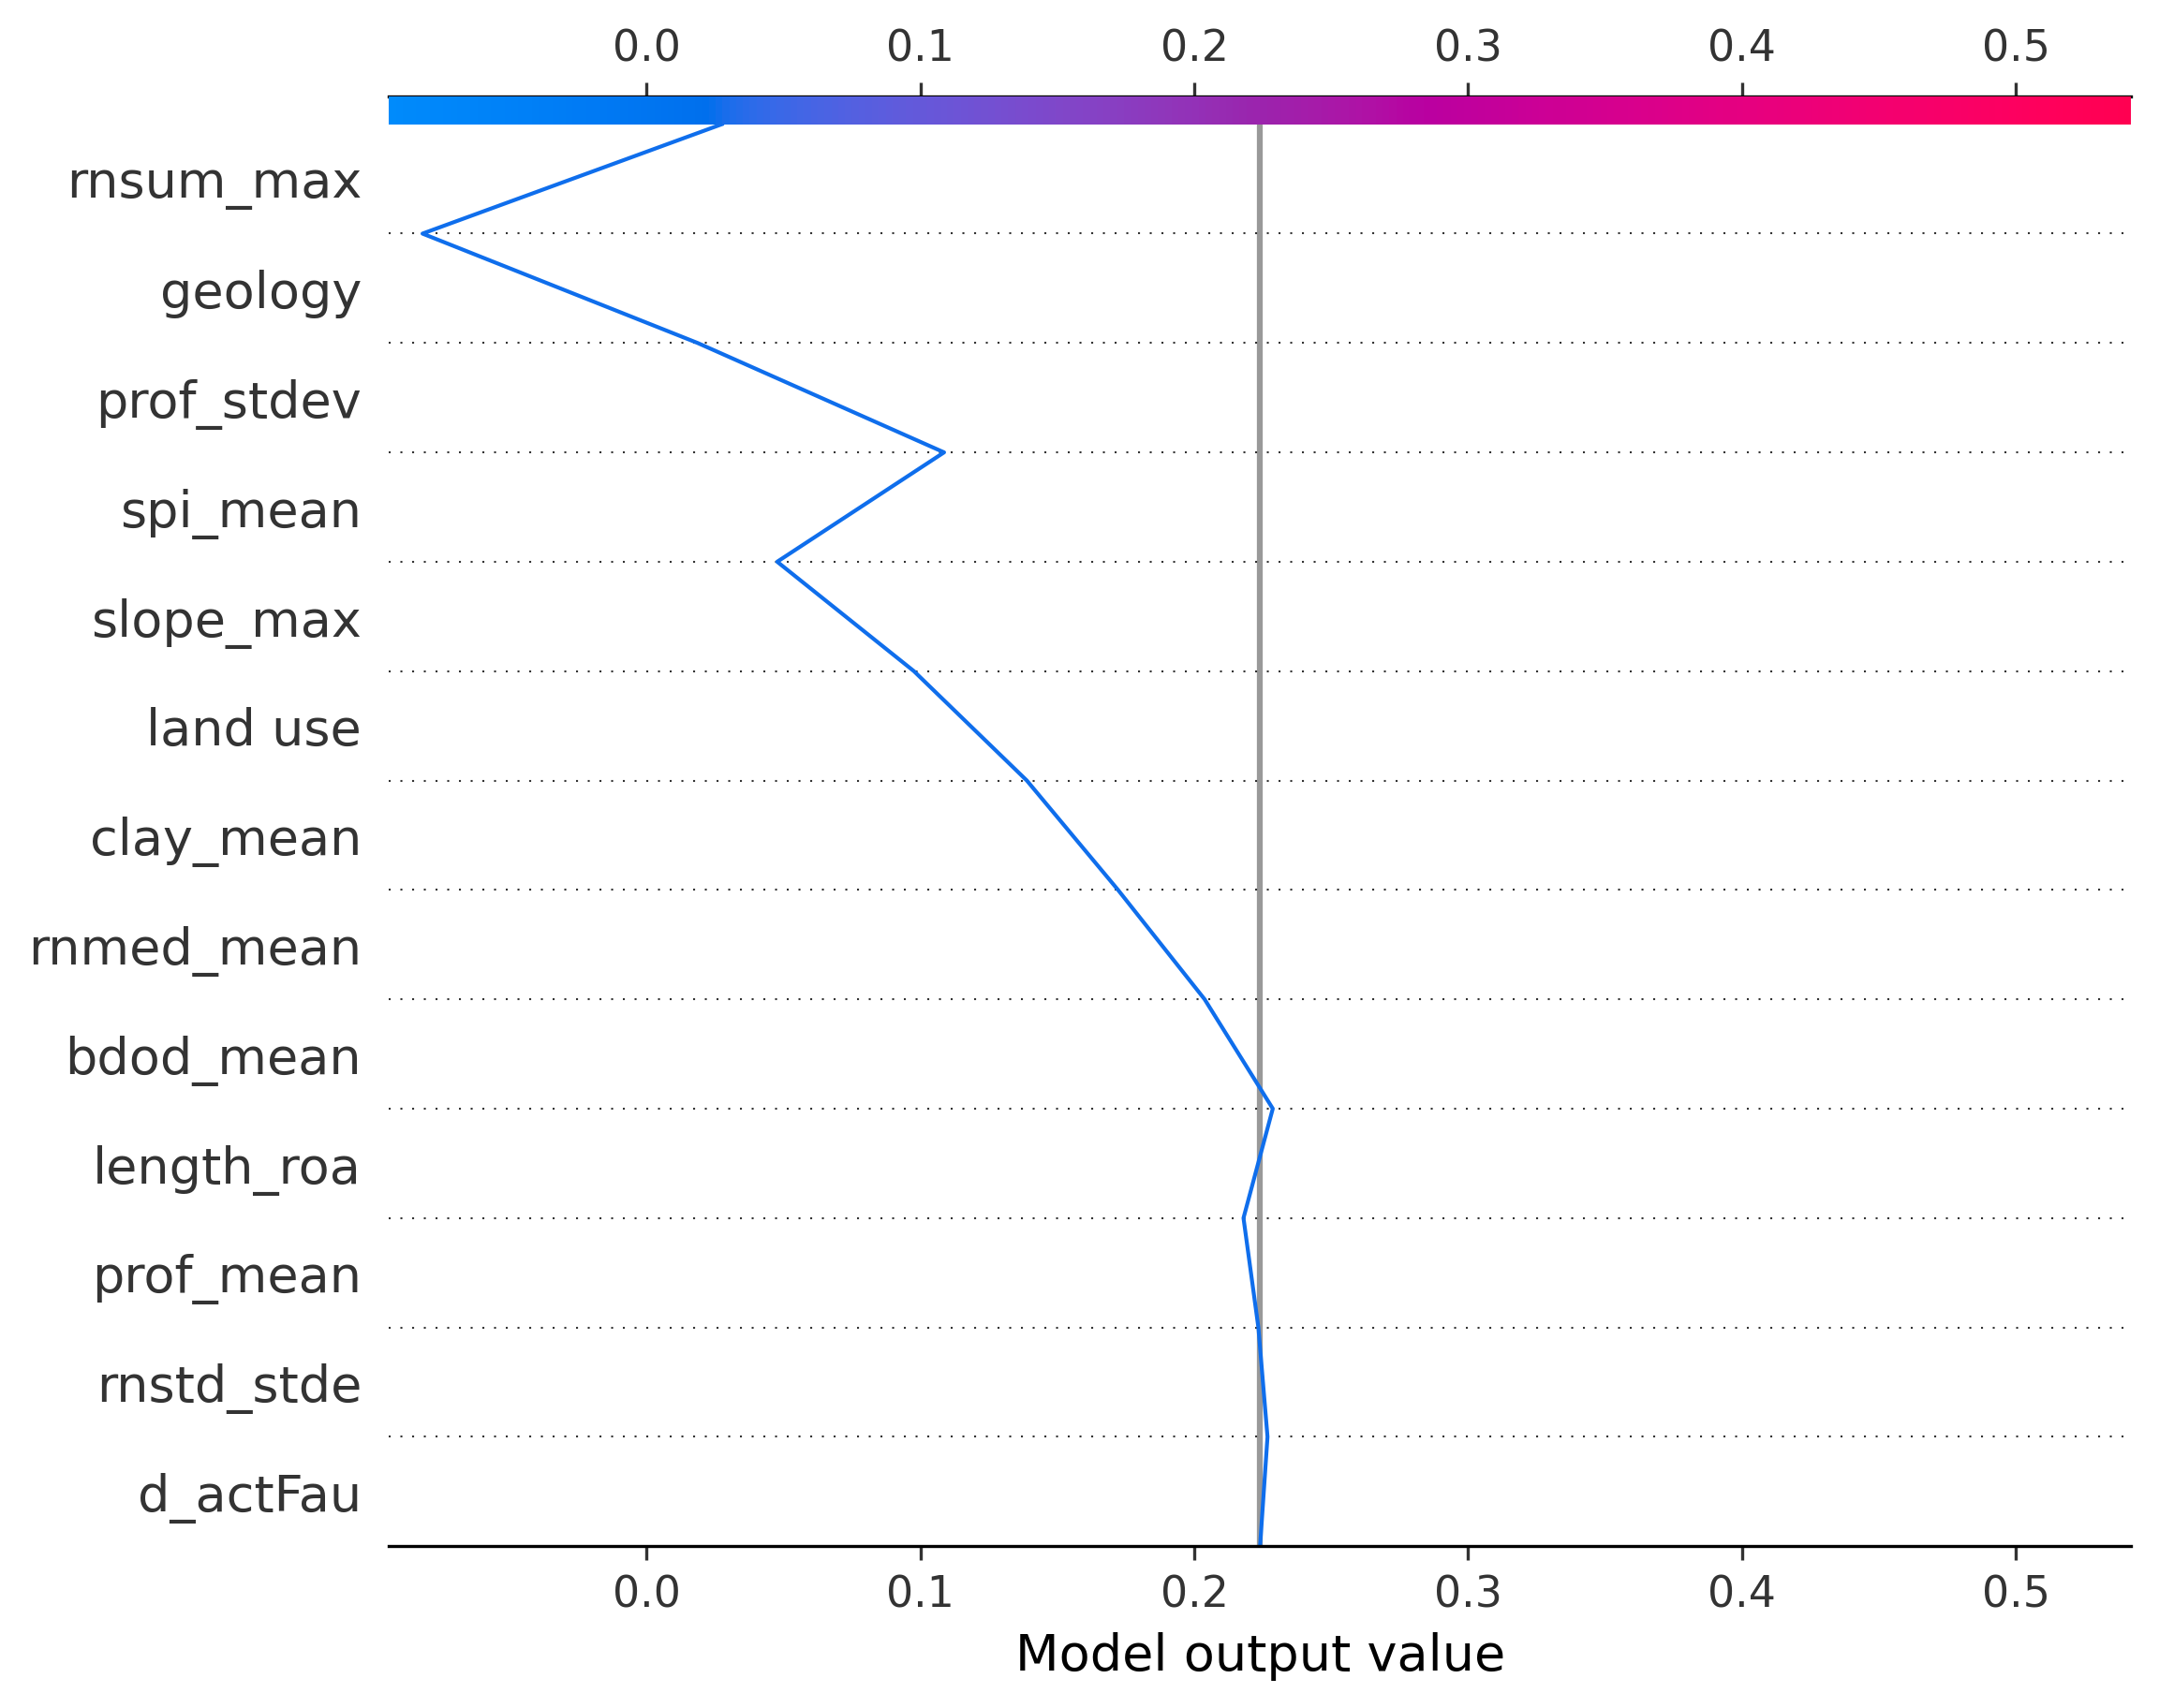 0.0 0.1 0.2 0.3 0.4 0.5
rnsum_max
geology
prof_stdev
spi_mean
slope_max
land use
clay_mean
rnmed_mean
bdod_mean
length_roa
prof_mean
rnstd_stde
d_actFau
0.0 0.1 0.2 0.3 0.4 0.5
Model output value